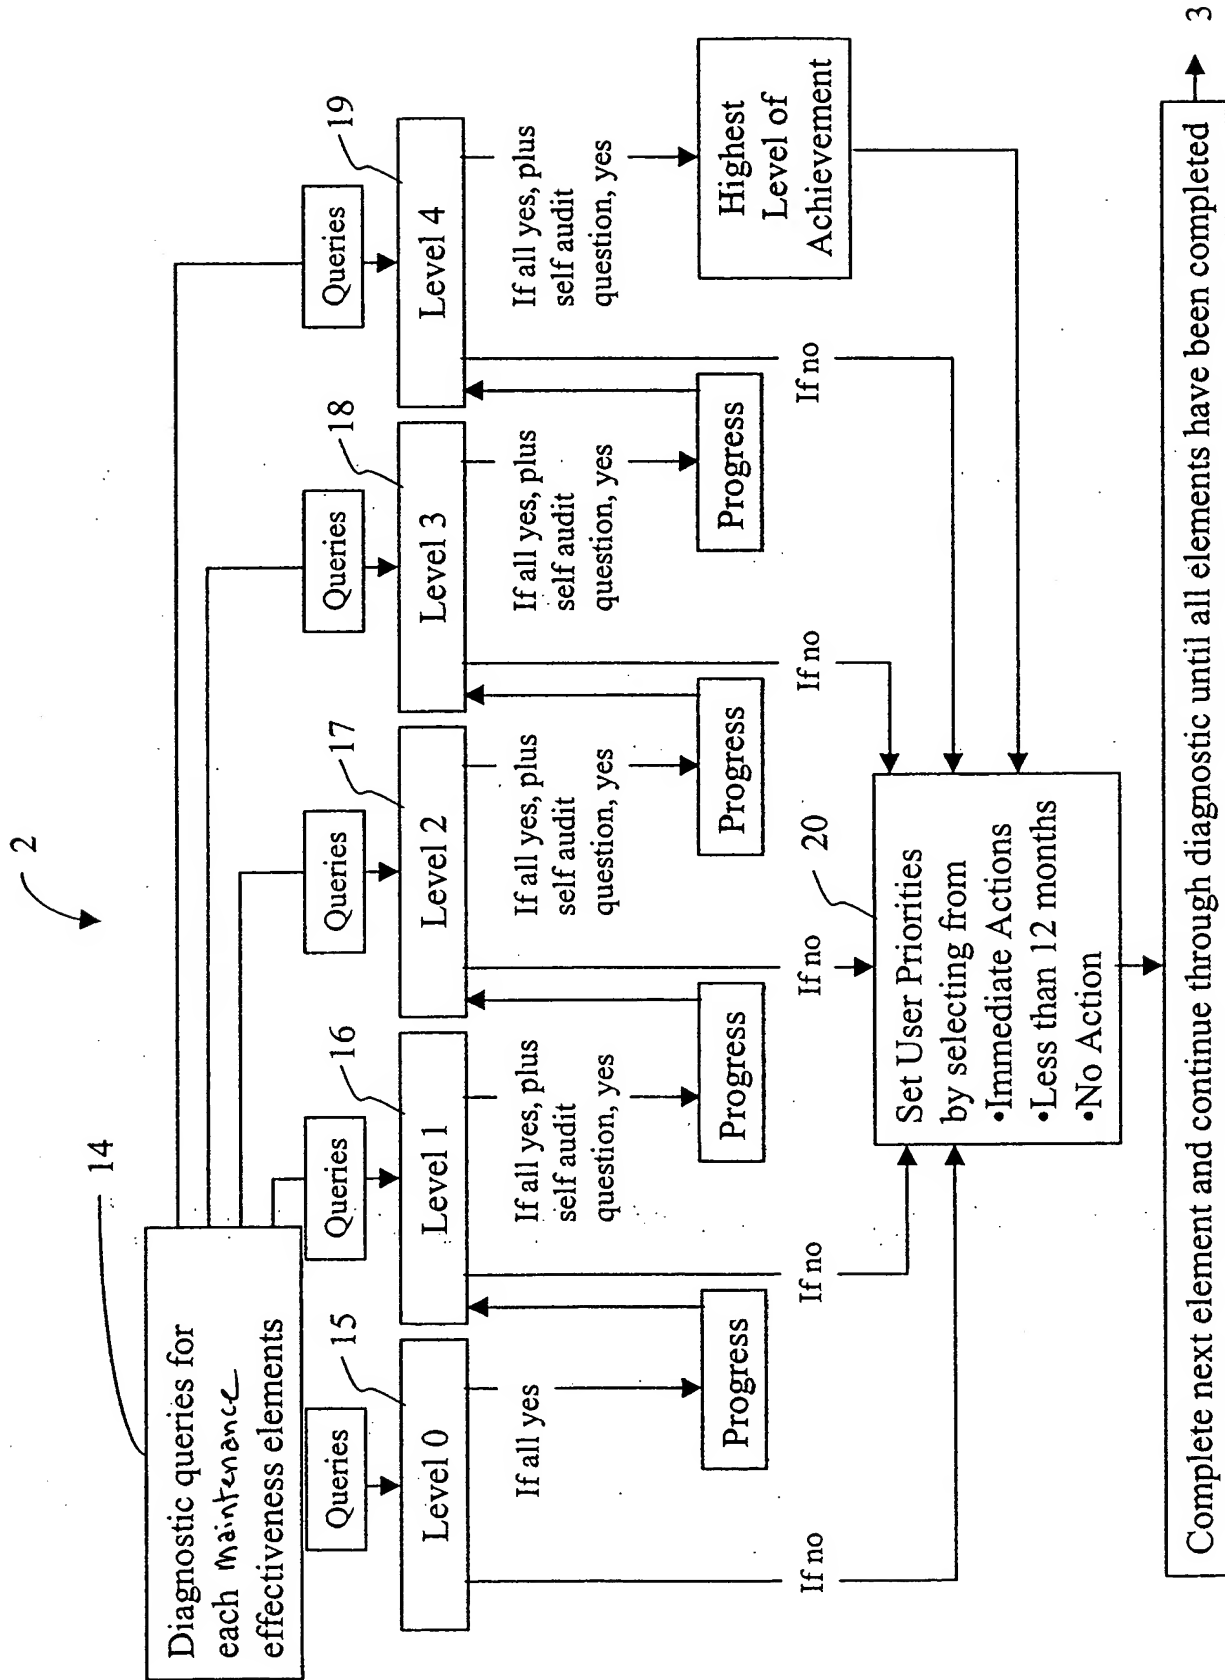 2
14
Diagnostic queries for
each maintenance
effectiveness elements
Queries
Queries
Queries
Queries
Queries
15
16
17
18
19
Level 0
Level 1
Level 2
Level 3
Level 4
If all yes
If all yes, plus
self audit
question, yes
If all yes, plus
self audit
question, yes
If all yes, plus
self audit
question, yes
If all yes, plus
self audit
question, yes
Progress
Progress
Progress
Progress
Highest
Level of
Achievement
If no
If no
If no
If no
If no
20
Set User Priorities
by selecting from
•Immediate Actions
•Less than 12 months
•No Action
Complete next element and continue through diagnostic until all elements have been completed
3